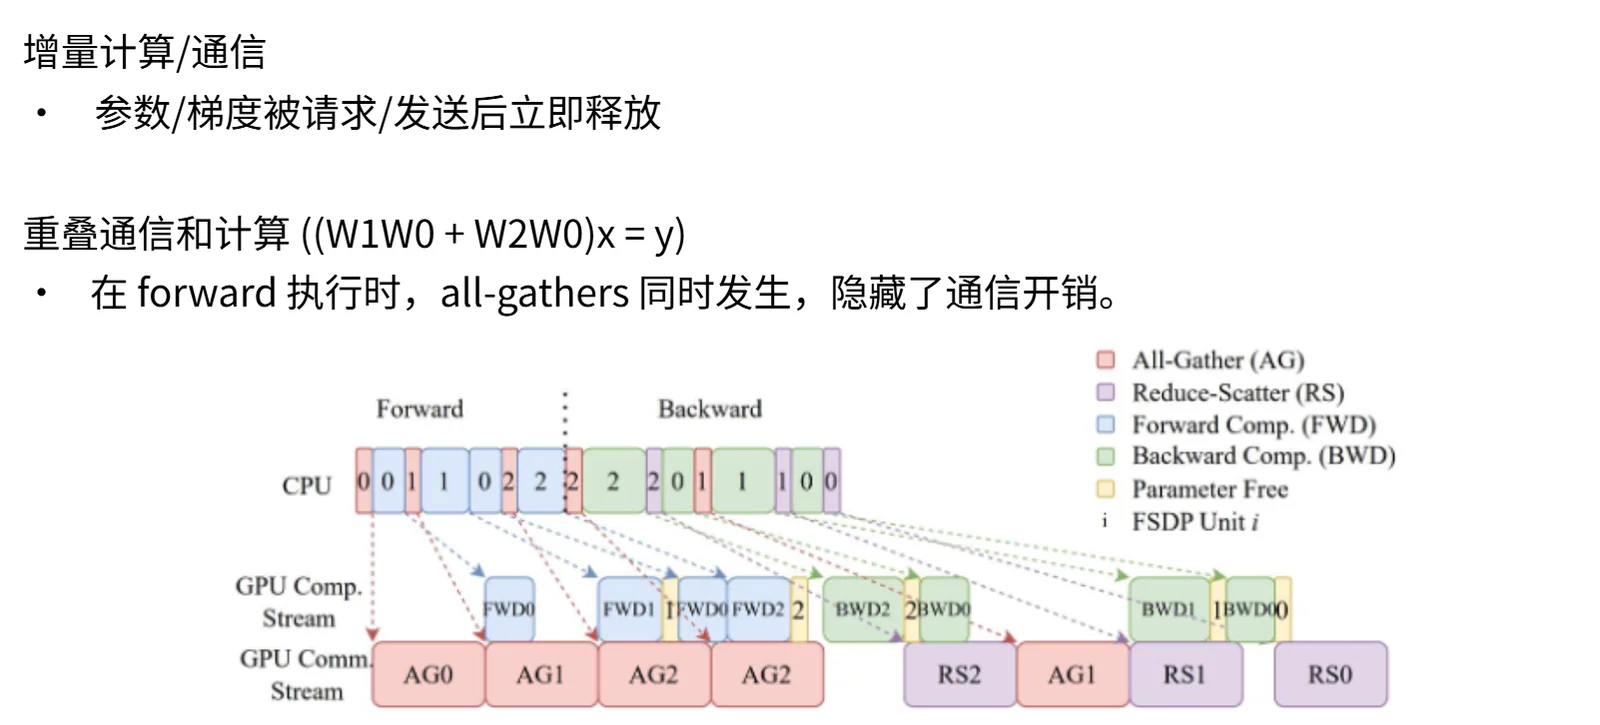 增量计算/通信
• 参数/梯度被请求/发送后立即释放
重叠通信和计算 ((W1W0 + W2W0)x = y)
• 在 forward 执行时，all-gathers 同时发生，隐藏了通信开销。
All-Gather (AG)
Reduce-Scatter (RS)
Forward Comp. (FWD)
Backward Comp. (BWD)
Parameter Free
i FSDP Unit i
Forward Backward
CPU 0 0 1 1 0 2 2 2 2 2 0 1 1 1 0 0
GPU Comp.
Stream
FWD0 FWD1 1 FWD0 FWD2 2 BWD2 2 BWD0 BWD1 1 BWD0 0
GPU Comm.
Stream
AG0 AG1 AG2 AG2 RS2 AG1 RS1 RS0